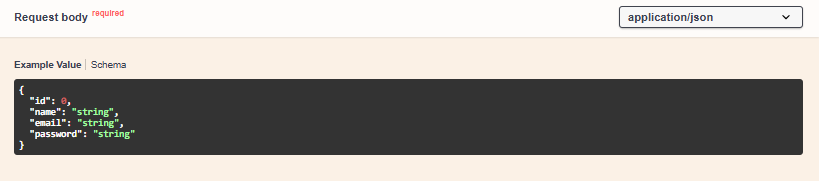 Request body required
application/json
Example Value | Schema
{
  "id": 0,
  "name": "string",
  "email": "string",
  "password": "string"
}